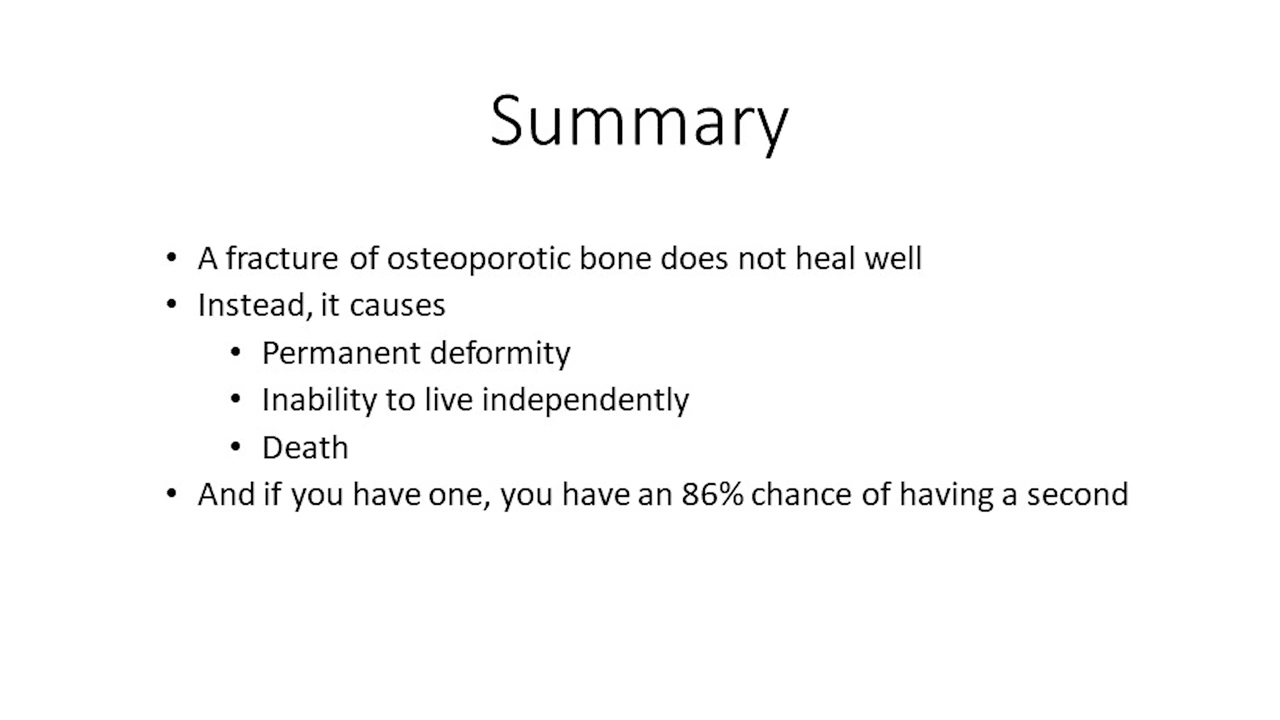 Summary
• A fracture of osteoporotic bone does not heal well
• Instead, it causes
• Permanent deformity
• Inability to live independently
• Death
• And if you have one, you have an 86% chance of having a second